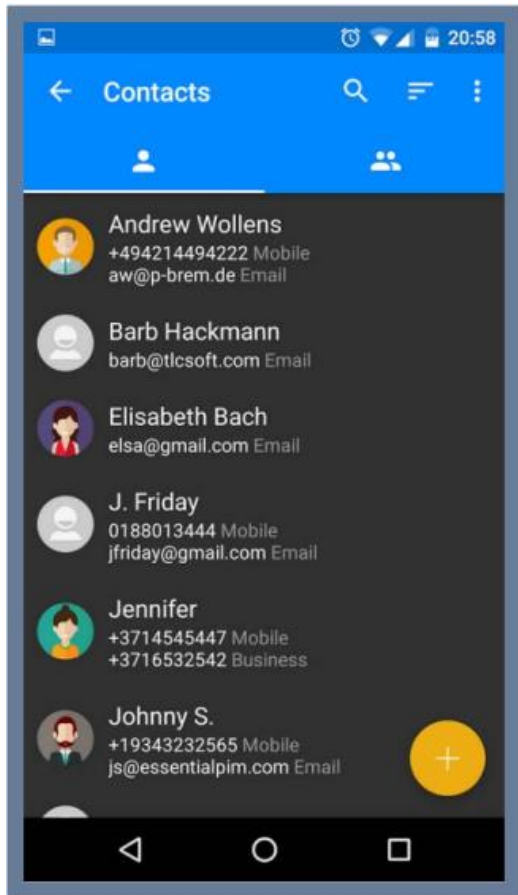 20:58
Contacts
Andrew Wollens
+494214494222 Mobile
aw@p-brem.de Email
Barb Hackmann
barb@tlcsoft.com Email
Elisabeth Bach
elsa@gmail.com Email
J. Friday
0188013444 Mobile
jfriday@gmail.com Email
Jennifer
+3714545447 Mobile
+3716532542 Business
Johnny S.
+19343232565 Mobile
js@essentialpim.com Email